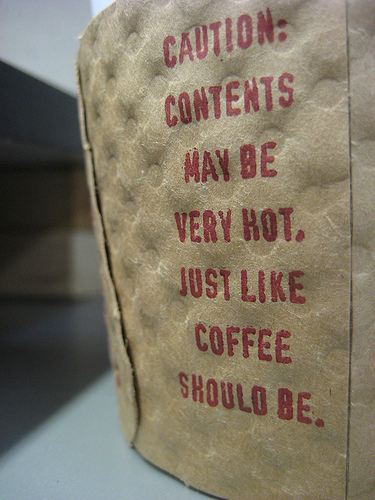 CAUTION:
CONTENTS
MAY BE
VERY HOT.
JUST LIKE
COFFEE
SHOULD BE.